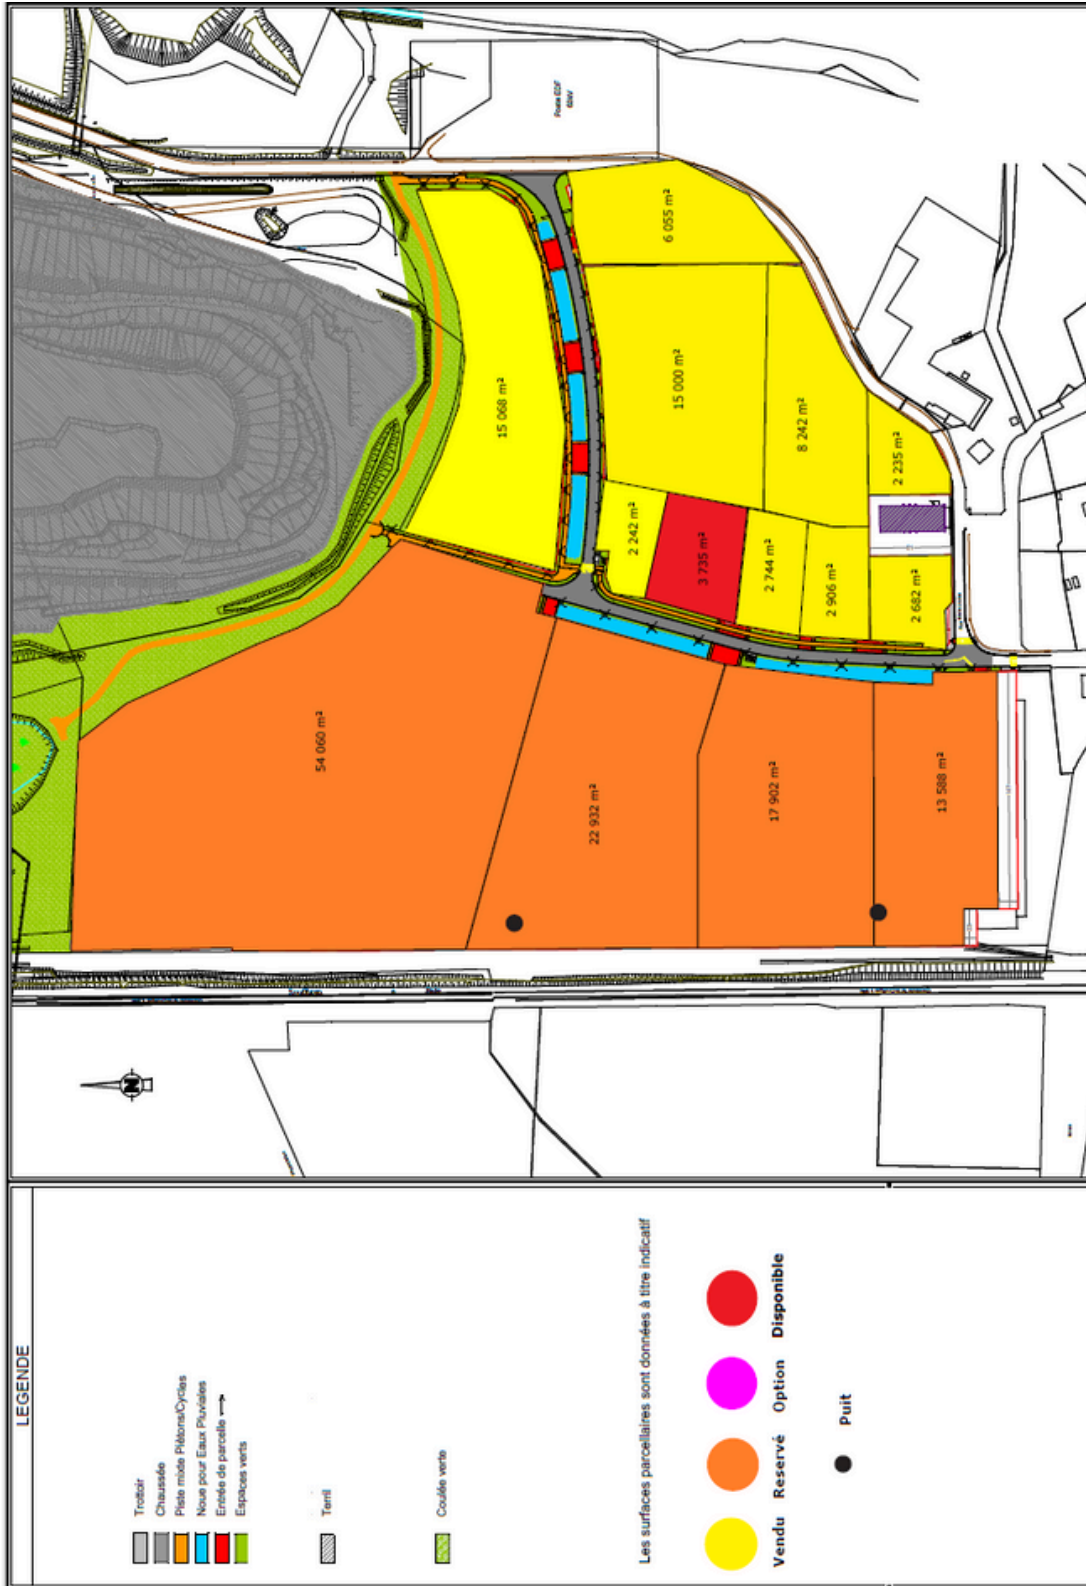 LEGENDE
Trottoir
Chaussée
Piste mixte Piétons/Cycles
Noue pour Eaux Pluviales
Entrée de parcelle
Espaces verts
Terril
Coulée verte
Les surfaces parcellaires sont données à titre indicatif
Vendu
Reservé
Option
Disponible
Puit
N
Poste EDF
54 060 m²
22 932 m²
17 902 m²
13 588 m²
15 068 m²
6 055 m²
15 000 m²
8 242 m²
2 235 m²
2 242 m²
3 735 m²
2 744 m²
2 906 m²
2 682 m²